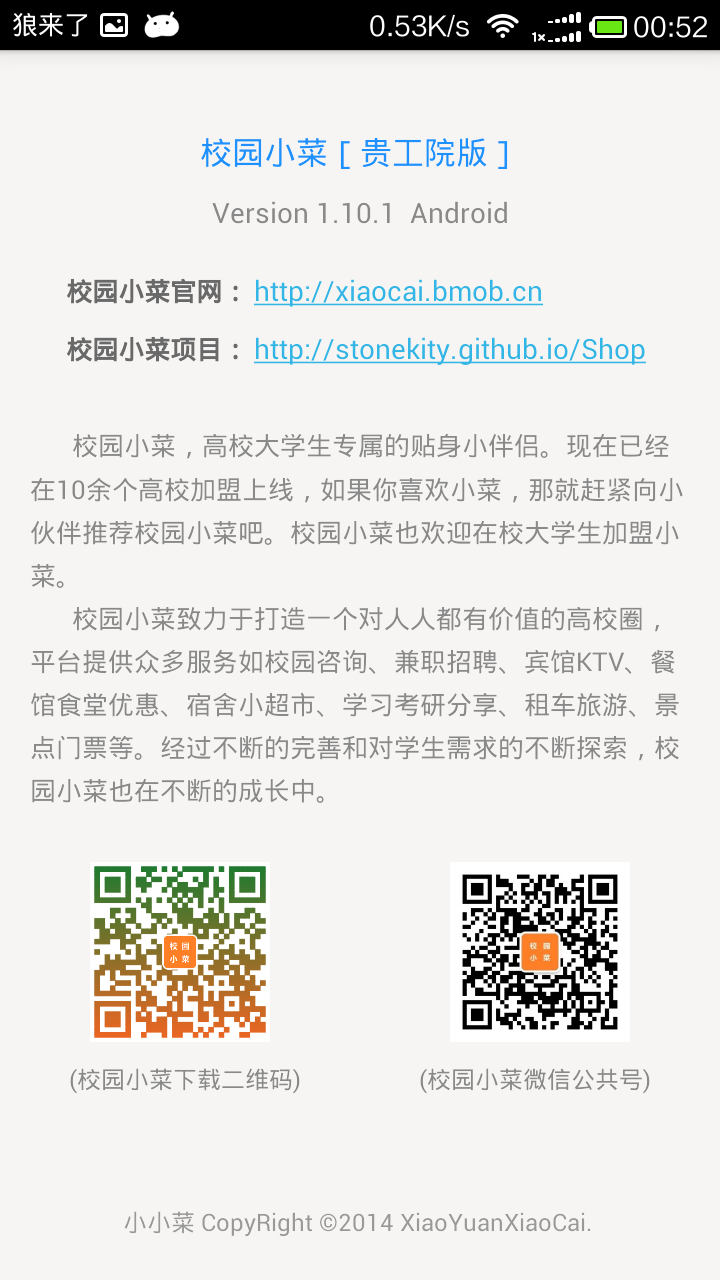 狼来了 0.53K/s 1x 00:52
校园小菜 [ 贵工院版 ]
Version 1.10.1 Android
校园小菜官网： http://xiaocai.bmob.cn
校园小菜项目： http://stonekity.github.io/Shop
校园小菜，高校大学生专属的贴身小伴侣。现在已经
在10余个高校加盟上线，如果你喜欢小菜，那就赶紧向小
伙伴推荐校园小菜吧。校园小菜也欢迎在校大学生加盟小
菜。
校园小菜致力于打造一个对人人都有价值的高校圈，
平台提供众多服务如校园咨询、兼职招聘、宾馆KTV、餐
馆食堂优惠、宿舍小超市、学习考研分享、租车旅游、景
点门票等。经过不断的完善和对学生需求的不断探索，校
园小菜也在不断的成长中。
校园
小菜
校园
小菜
(校园小菜下载二维码)
(校园小菜微信公共号)
小小菜 CopyRight ©2014 XiaoYuanXiaoCai.